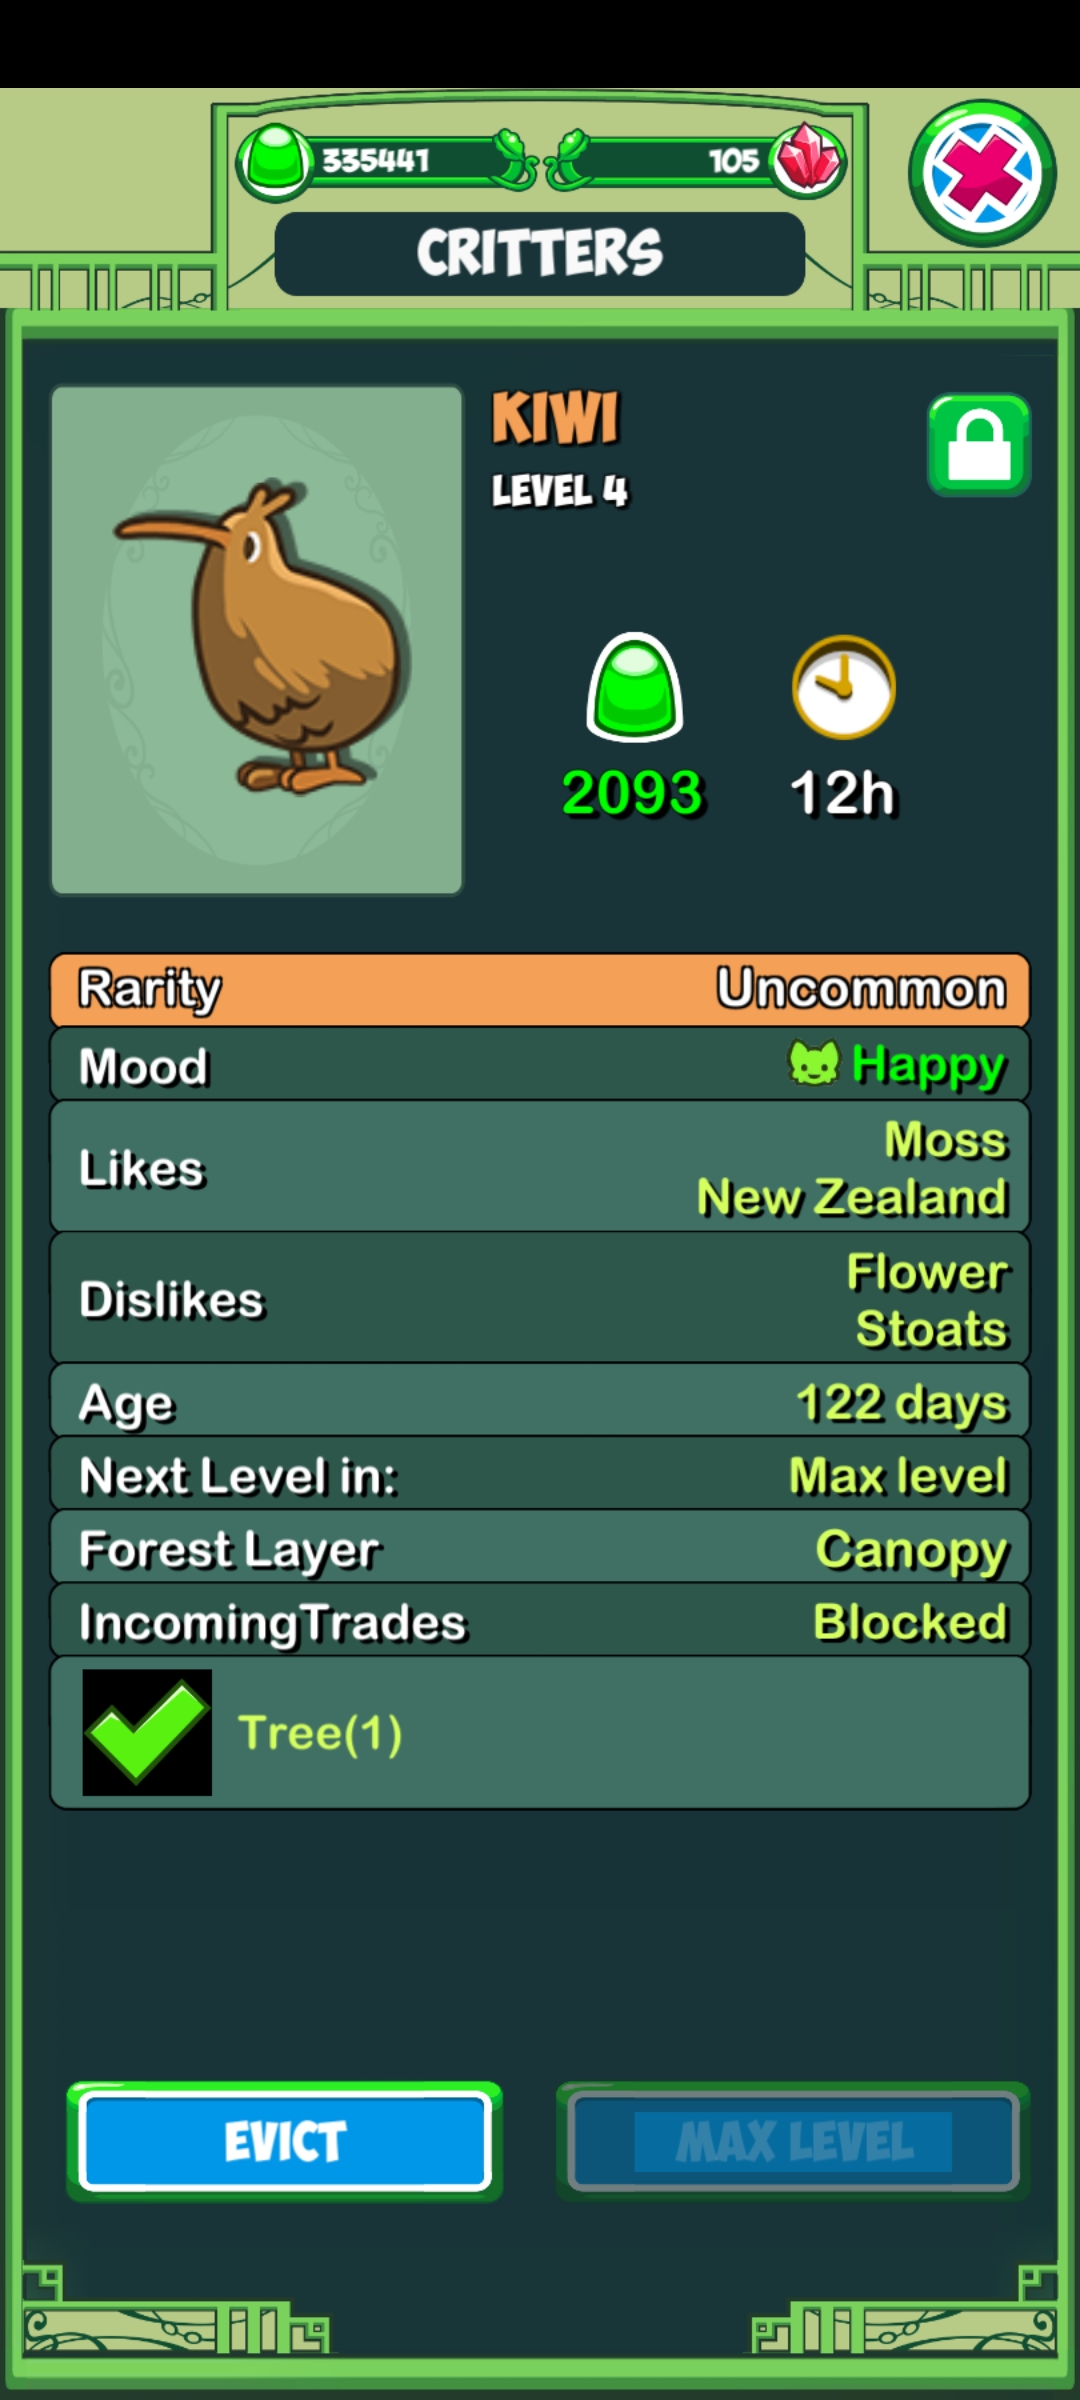 335441
105
CRITTERS
KIWI
LEVEL 4
2093
12h
Rarity Uncommon
Mood Happy
Likes Moss
New Zealand
Dislikes Flower
Stoats
Age 122 days
Next Level in: Max level
Forest Layer Canopy
IncomingTrades Blocked
Tree(1)
EVICT
MAX LEVEL